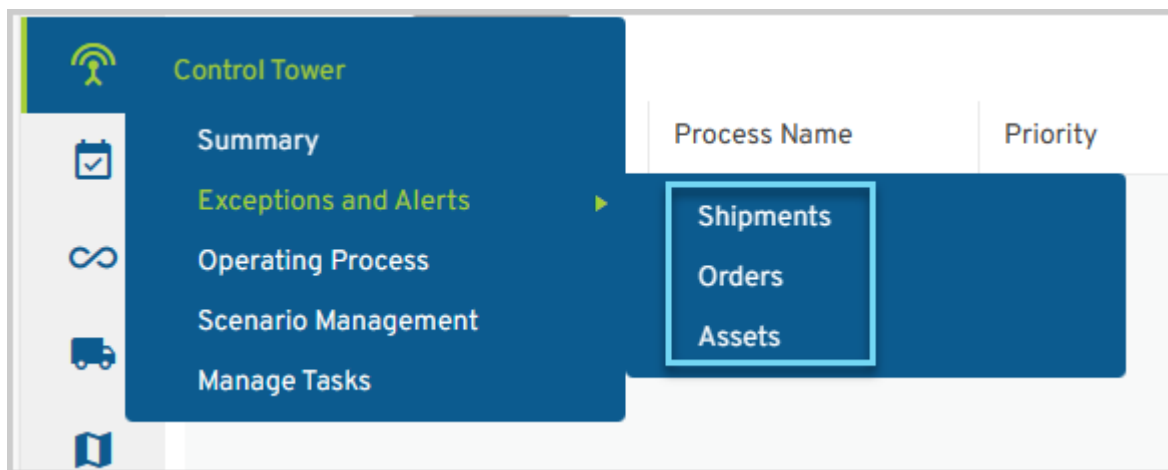 Control Tower
Summary
Exceptions and Alerts
Operating Process
Scenario Management
Manage Tasks
Process Name
Priority
Shipments
Orders
Assets